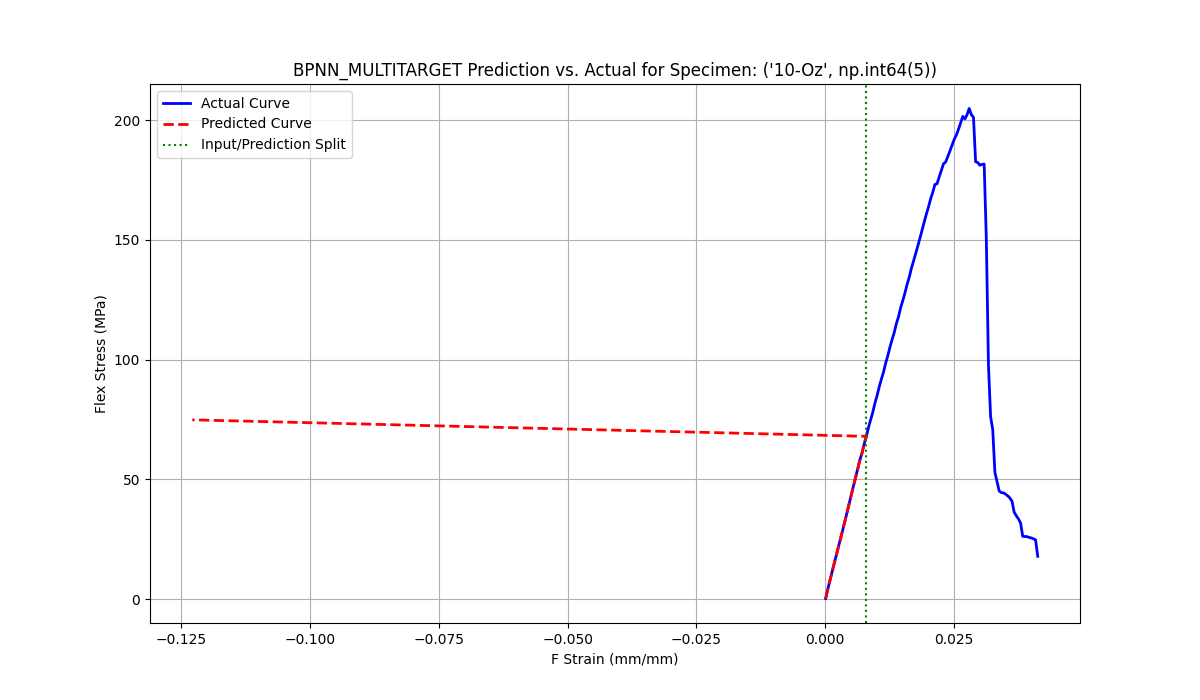 BPNN_MULTITARGET Prediction vs. Actual for Specimen: ('10-Oz', np.int64(5))
Actual Curve
Predicted Curve
Input/Prediction Split
200
150
100
50
0
Flex Stress (MPa)
−0.125
−0.100
−0.075
−0.050
−0.025
0.000
0.025
F Strain (mm/mm)